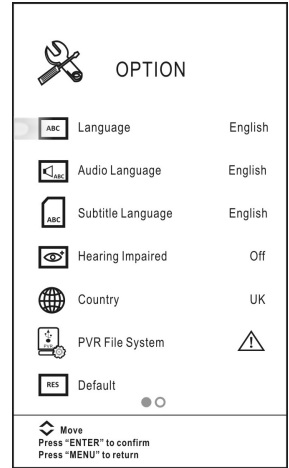 OPTION
ABC Language English
ABC Audio Language English
ABC Subtitle Language English
Hearing Impaired Off
Country UK
PVR PVR File System
RES Default
Move
Press “ENTER” to confirm
Press “MENU” to return